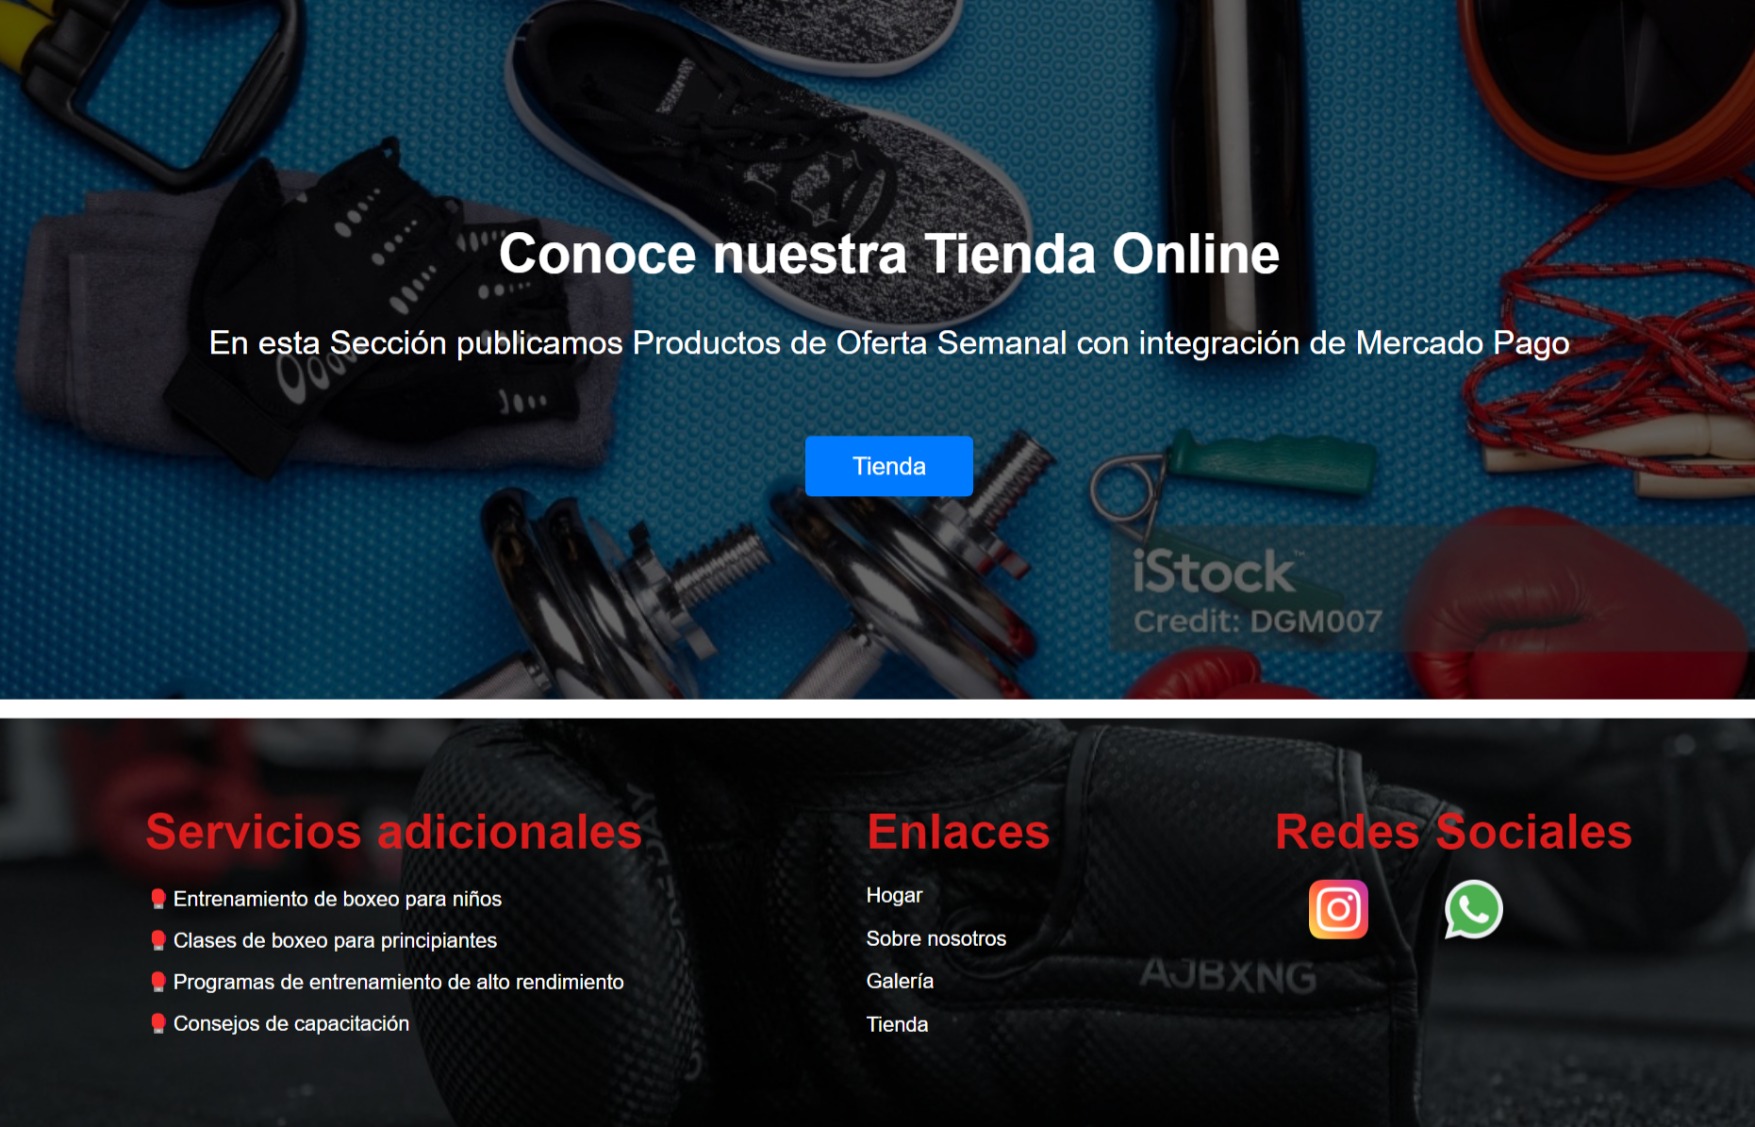 Conoce nuestra Tienda Online
En esta Sección publicamos Productos de Oferta Semanal con integración de Mercado Pago
Tienda
iStock™
Credit: DGM007
Servicios adicionales
Entrenamiento de boxeo para niños
Clases de boxeo para principiantes
Programas de entrenamiento de alto rendimiento
Consejos de capacitación
Enlaces
Hogar
Sobre nosotros
Galería
Tienda
Redes Sociales
AJBXNG